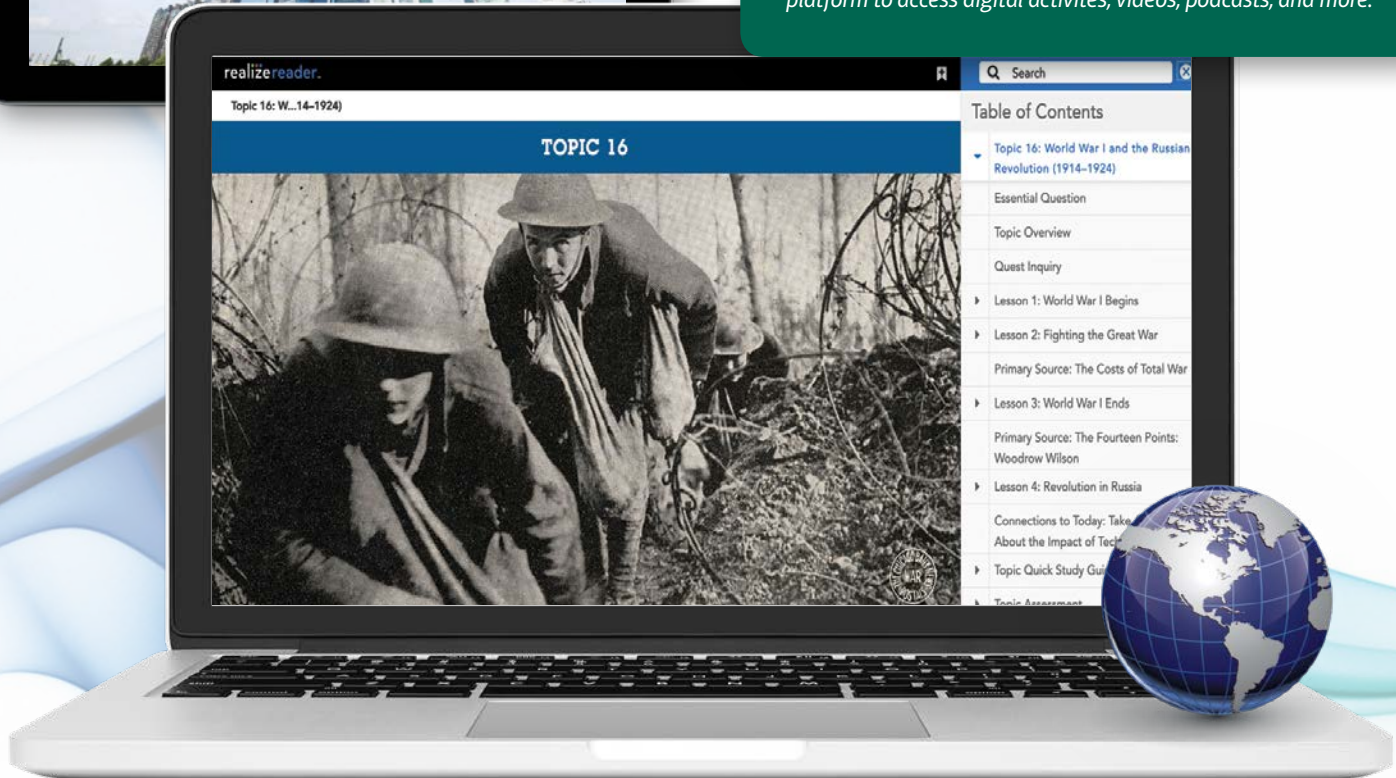 platform to access digital activites, videos, podcasts, and more.
realizereader.
Search
Topic 16: W...14–1924)
TOPIC 16
Table of Contents
Topic 16: World War I and the Russian
Revolution (1914–1924)
Essential Question
Topic Overview
Quest Inquiry
Lesson 1: World War I Begins
Lesson 2: Fighting the Great War
Primary Source: The Costs of Total War
Lesson 3: World War I Ends
Primary Source: The Fourteen Points:
Woodrow Wilson
Lesson 4: Revolution in Russia
Connections to Today: Take
About the Impact of
Topic Quick Study
Topic Assessment
WAR